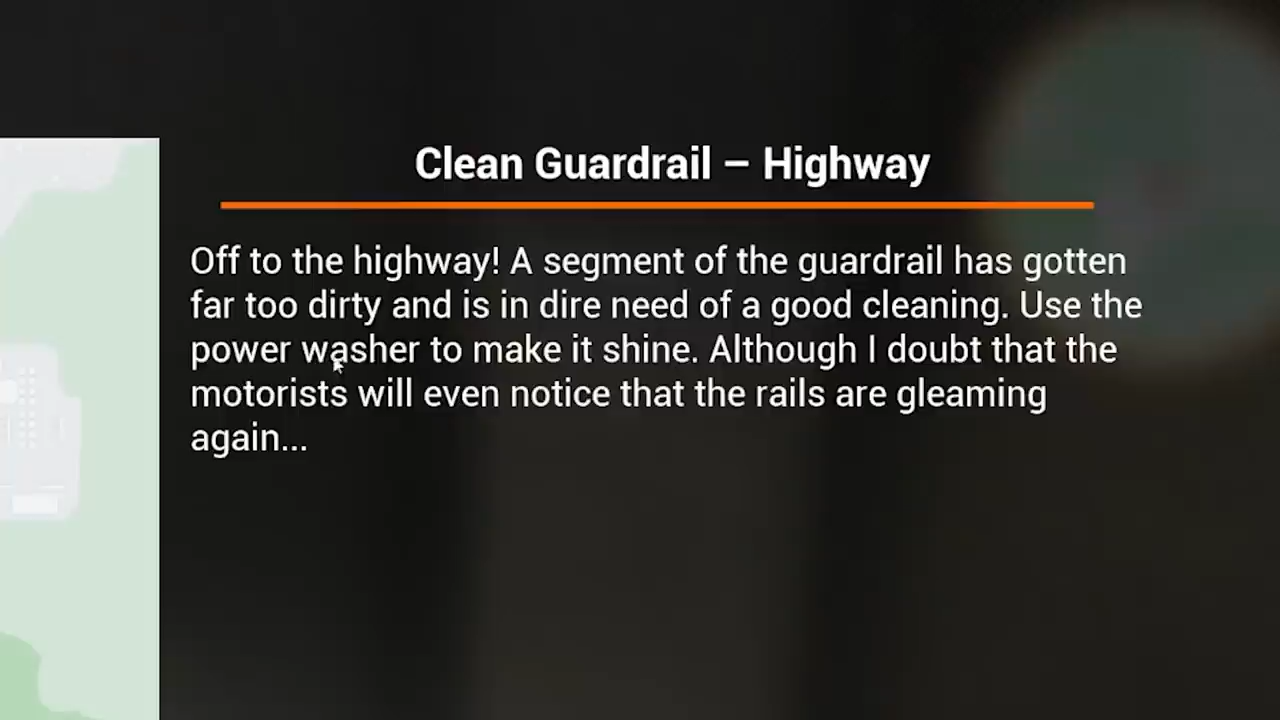 Clean Guardrail – Highway
Off to the highway! A segment of the guardrail has gotten
far too dirty and is in dire need of a good cleaning. Use the
power washer to make it shine. Although I doubt that the
motorists will even notice that the rails are gleaming
again...